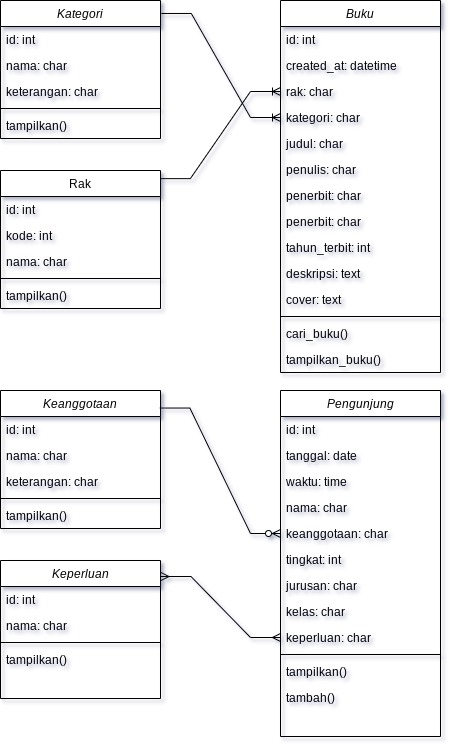 Kategori
id: int
nama: char
keterangan: char
tampilkan()
Rak
id: int
kode: int
nama: char
tampilkan()
Buku
id: int
created_at: datetime
rak: char
kategori: char
judul: char
penulis: char
penerbit: char
penerbit: char
tahun_terbit: int
deskripsi: text
cover: text
cari_buku()
tampilkan_buku()
Keanggotaan
id: int
nama: char
keterangan: char
tampilkan()
Keperluan
id: int
nama: char
tampilkan()
Pengunjung
id: int
tanggal: date
waktu: time
nama: char
keanggotaan: char
tingkat: int
jurusan: char
kelas: char
keperluan: char
tampilkan()
tambah()